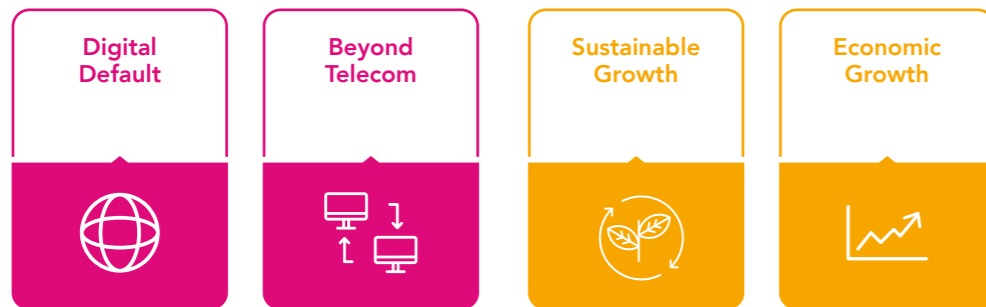 Digital
Default
Beyond
Telecom
Sustainable
Growth
Economic
Growth